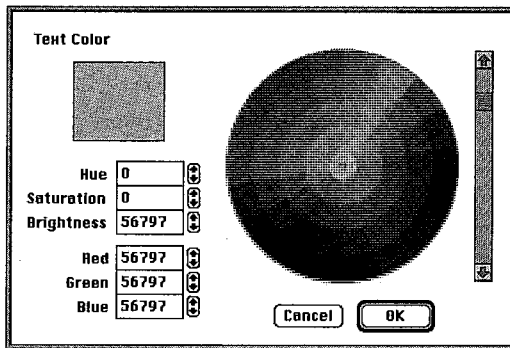 Text Color
Hue 0
Saturation 0
Brightness 56797
Red 56797
Green 56797
Blue 56797
Cancel OK